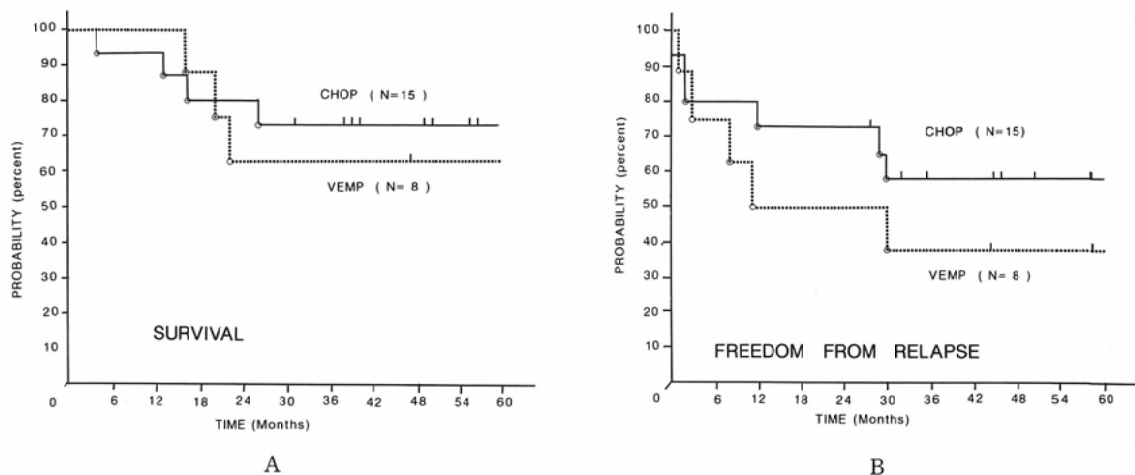 100
90
80
70
60
50
40
30
20
10
0
PROBABILITY (percent)
CHOP ( N=15 )
VEMP ( N= 8 )
SURVIVAL
6 12 18 24 30 36 42 48 54 60
TIME (Months)
A
100
90
80
70
60
50
40
30
20
10
0
PROBABILITY (percent)
CHOP ( N=15)
VEMP ( N= 8 )
FREEDOM FROM RELAPSE
6 12 18 24 30 36 42 48 54 60
TIME (Months)
B